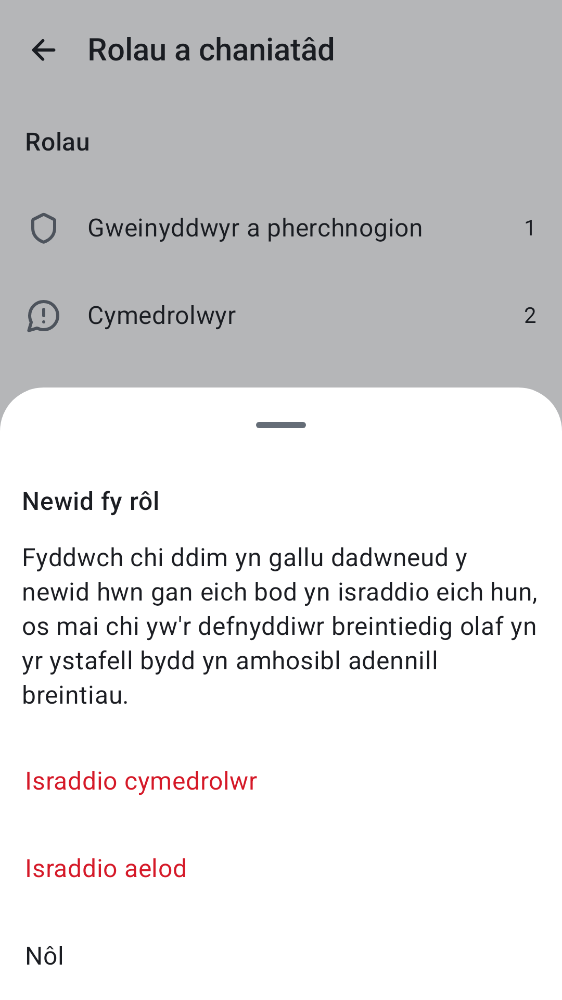 Rolau a chaniatâd
Rolau
Gweinyddwyr a pherchnogion 1
Cymedrolwyr 2
Newid fy rôl
Fyddwch chi ddim yn gallu dadwneud y
newid hwn gan eich bod yn israddio eich hun,
os mai chi yw'r defnyddiwr breintiedig olaf yn
yr ystafell bydd yn amhosibl adennill
breintiau.
Israddio cymedrolwr
Israddio aelod
Nôl